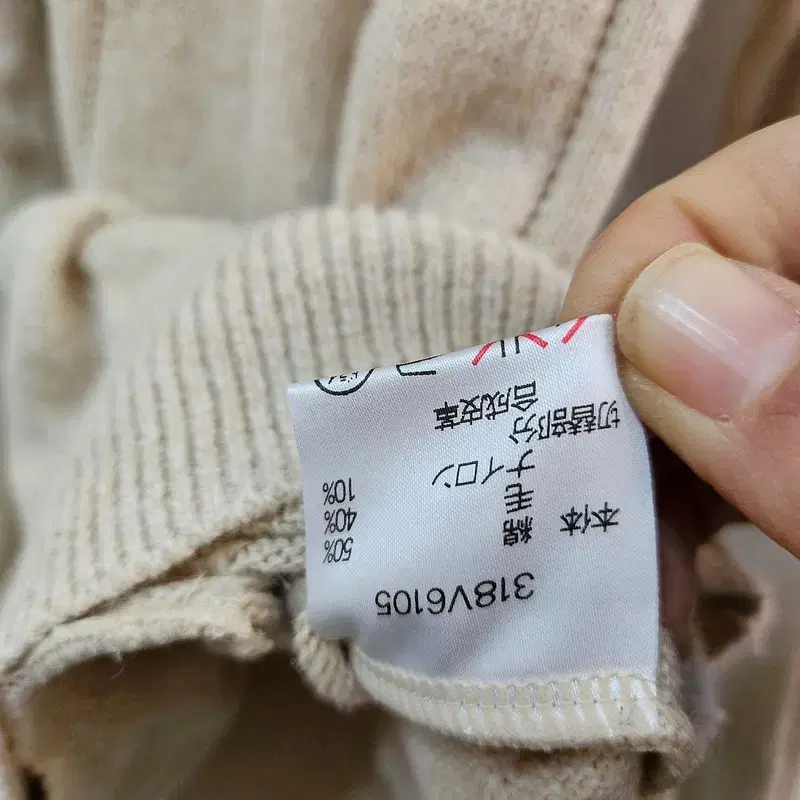 318V6105
本体 綿 50%
毛 40%
ナイロン 10%
切替部分
合成皮革